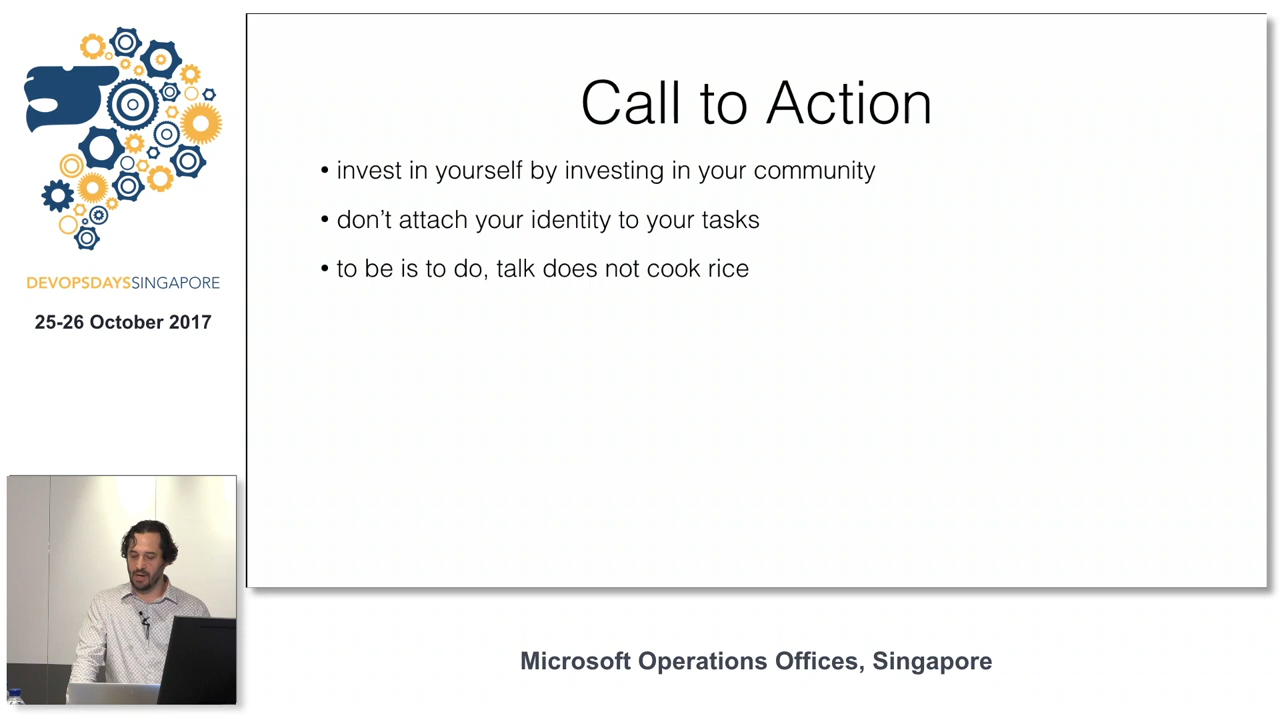 DEVOPSDAYSSINGAPORE
25-26 October 2017
Call to Action
• invest in yourself by investing in your community
• don’t attach your identity to your tasks
• to be is to do, talk does not cook rice
Microsoft Operations Offices, Singapore